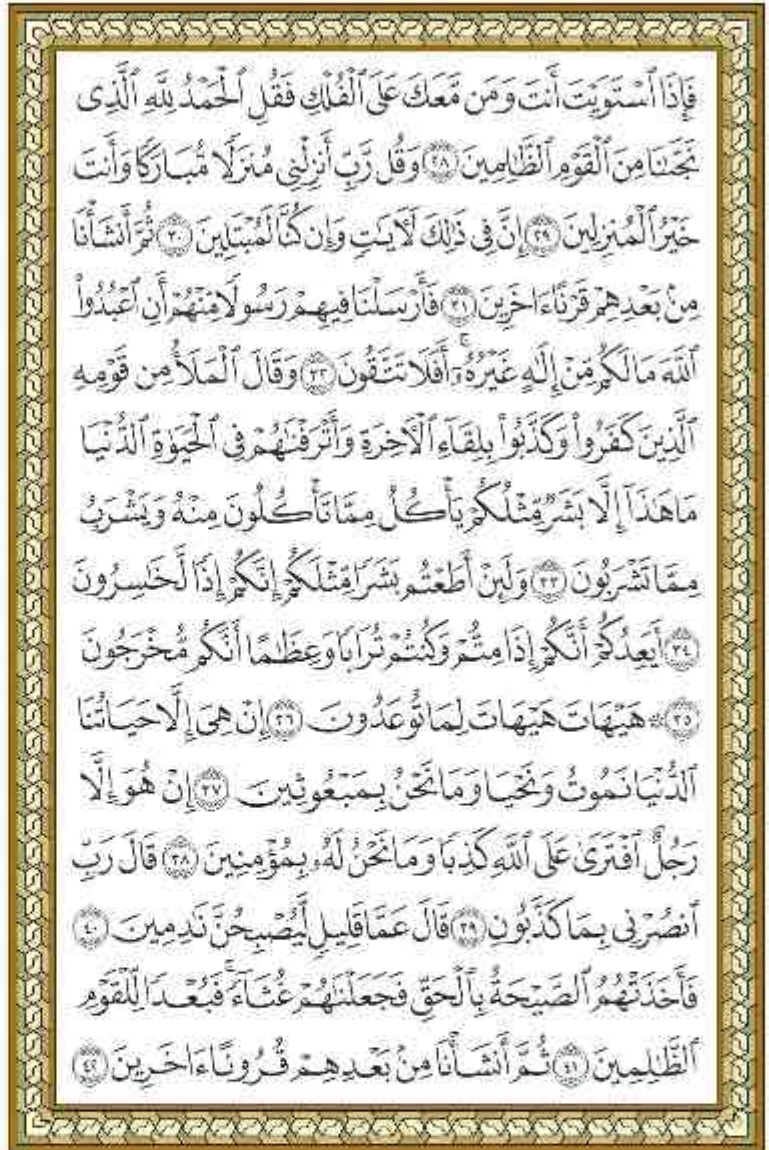 فَإِذَا ٱسْتَوَيْتَ أَنتَ وَمَن مَّعَكَ عَلَى ٱلْفُلْكِ فَقُلِ ٱلْحَمْدُ لِلَّهِ ٱلَّذِى
نَجَّىٰنَا مِنَ ٱلْقَوْمِ ٱلظَّٰلِمِينَ ٢٨ وَقُل رَّبِّ أَنزِلْنِى مُنزَلًا مُّبَارَكًا وَأَنتَ
خَيْرُ ٱلْمُنزِلِينَ ٢٩ إِنَّ فِى ذَٰلِكَ لَءَايَٰتٍ وَإِن كُنَّا لَمُبْتَلِينَ ٣٠ ثُمَّ أَنشَأْنَا
مِنۢ بَعْدِهِمْ قَرْنًا ءَاخَرِينَ ٣١ فَأَرْسَلْنَا فِيهِمْ رَسُولًا مِّنْهُمْ أَنِ ٱعْبُدُوا۟
ٱللَّهَ مَا لَكُم مِّنْ إِلَٰهٍ غَيْرُهُۥٓ ۚ أَفَلَا تَتَّقُونَ ٣٢ وَقَالَ ٱلْمَلَأُ مِن قَوْمِهِ
ٱلَّذِينَ كَفَرُوا۟ وَكَذَّبُوا۟ بِلِقَآءِ ٱلْءَاخِرَةِ وَأَتْرَفْنَٰهُمْ فِى ٱلْحَيَوٰةِ ٱلدُّنْيَا
مَا هَٰذَآ إِلَّا بَشَرٌ مِّثْلُكُمْ يَأْكُلُ مِمَّا تَأْكُلُونَ مِنْهُ وَيَشْرَبُ
مِمَّا تَشْرَبُونَ ٣٣ وَلَئِنْ أَطَعْتُم بَشَرًا مِّثْلَكُمْ إِنَّكُمْ إِذًا لَّخَٰسِرُونَ
٣٤ أَيَعِدُكُمْ أَنَّكُمْ إِذَا مِتُّمْ وَكُنتُمْ تُرَابًا وَعِظَٰمًا أَنَّكُم مُّخْرَجُونَ
٣٥ ۞ هَيْهَاتَ هَيْهَاتَ لِمَا تُوعَدُونَ ٣٦ إِنْ هِىَ إِلَّا حَيَاتُنَا
ٱلدُّنْيَا نَمُوتُ وَنَحْيَا وَمَا نَحْنُ بِمَبْعُوثِينَ ٣٧ إِنْ هُوَ إِلَّا
رَجُلٌ ٱفْتَرَىٰ عَلَى ٱللَّهِ كَذِبًا وَمَا نَحْنُ لَهُۥ بِمُؤْمِنِينَ ٣٨ قَالَ رَبِّ
ٱنصُرْنِى بِمَا كَذَّبُونِ ٣٩ قَالَ عَمَّا قَلِيلٍ لَّيُصْبِحُنَّ نَٰدِمِينَ ٤٠
فَأَخَذَتْهُمُ ٱلصَّيْحَةُ بِٱلْحَقِّ فَجَعَلْنَٰهُمْ غُثَآءً ۚ فَبُعْدًا لِّلْقَوْمِ
ٱلظَّٰلِمِينَ ٤١ ثُمَّ أَنشَأْنَا مِنۢ بَعْدِهِمْ قُرُونًا ءَاخَرِينَ ٤٢